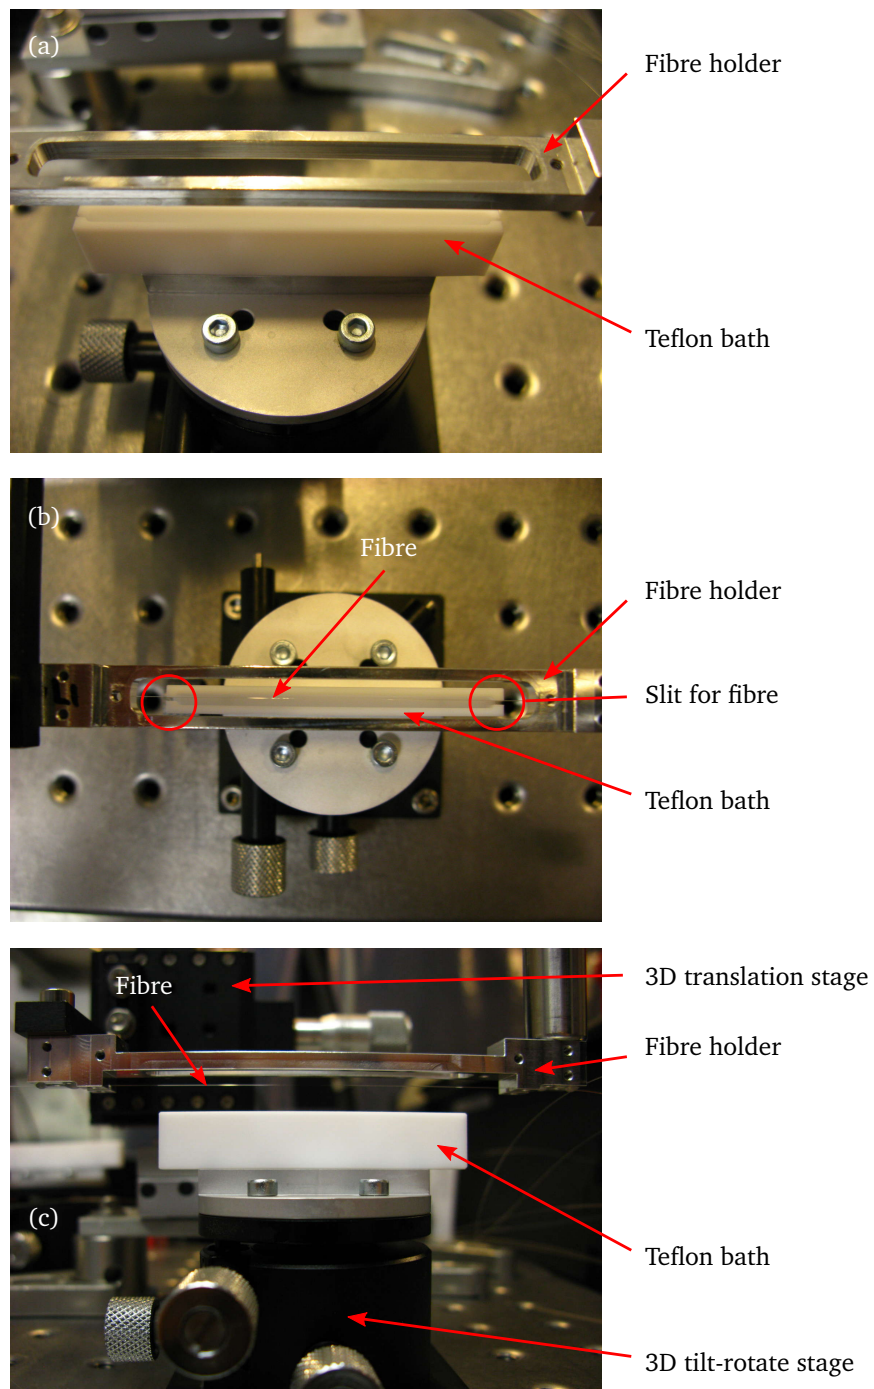 (a)
Fibre holder
Teflon bath
(b)
Fibre
Fibre holder
Slit for fibre
Teflon bath
Fibre
3D translation stage
Fibre holder
(c)
Teflon bath
3D tilt-rotate stage